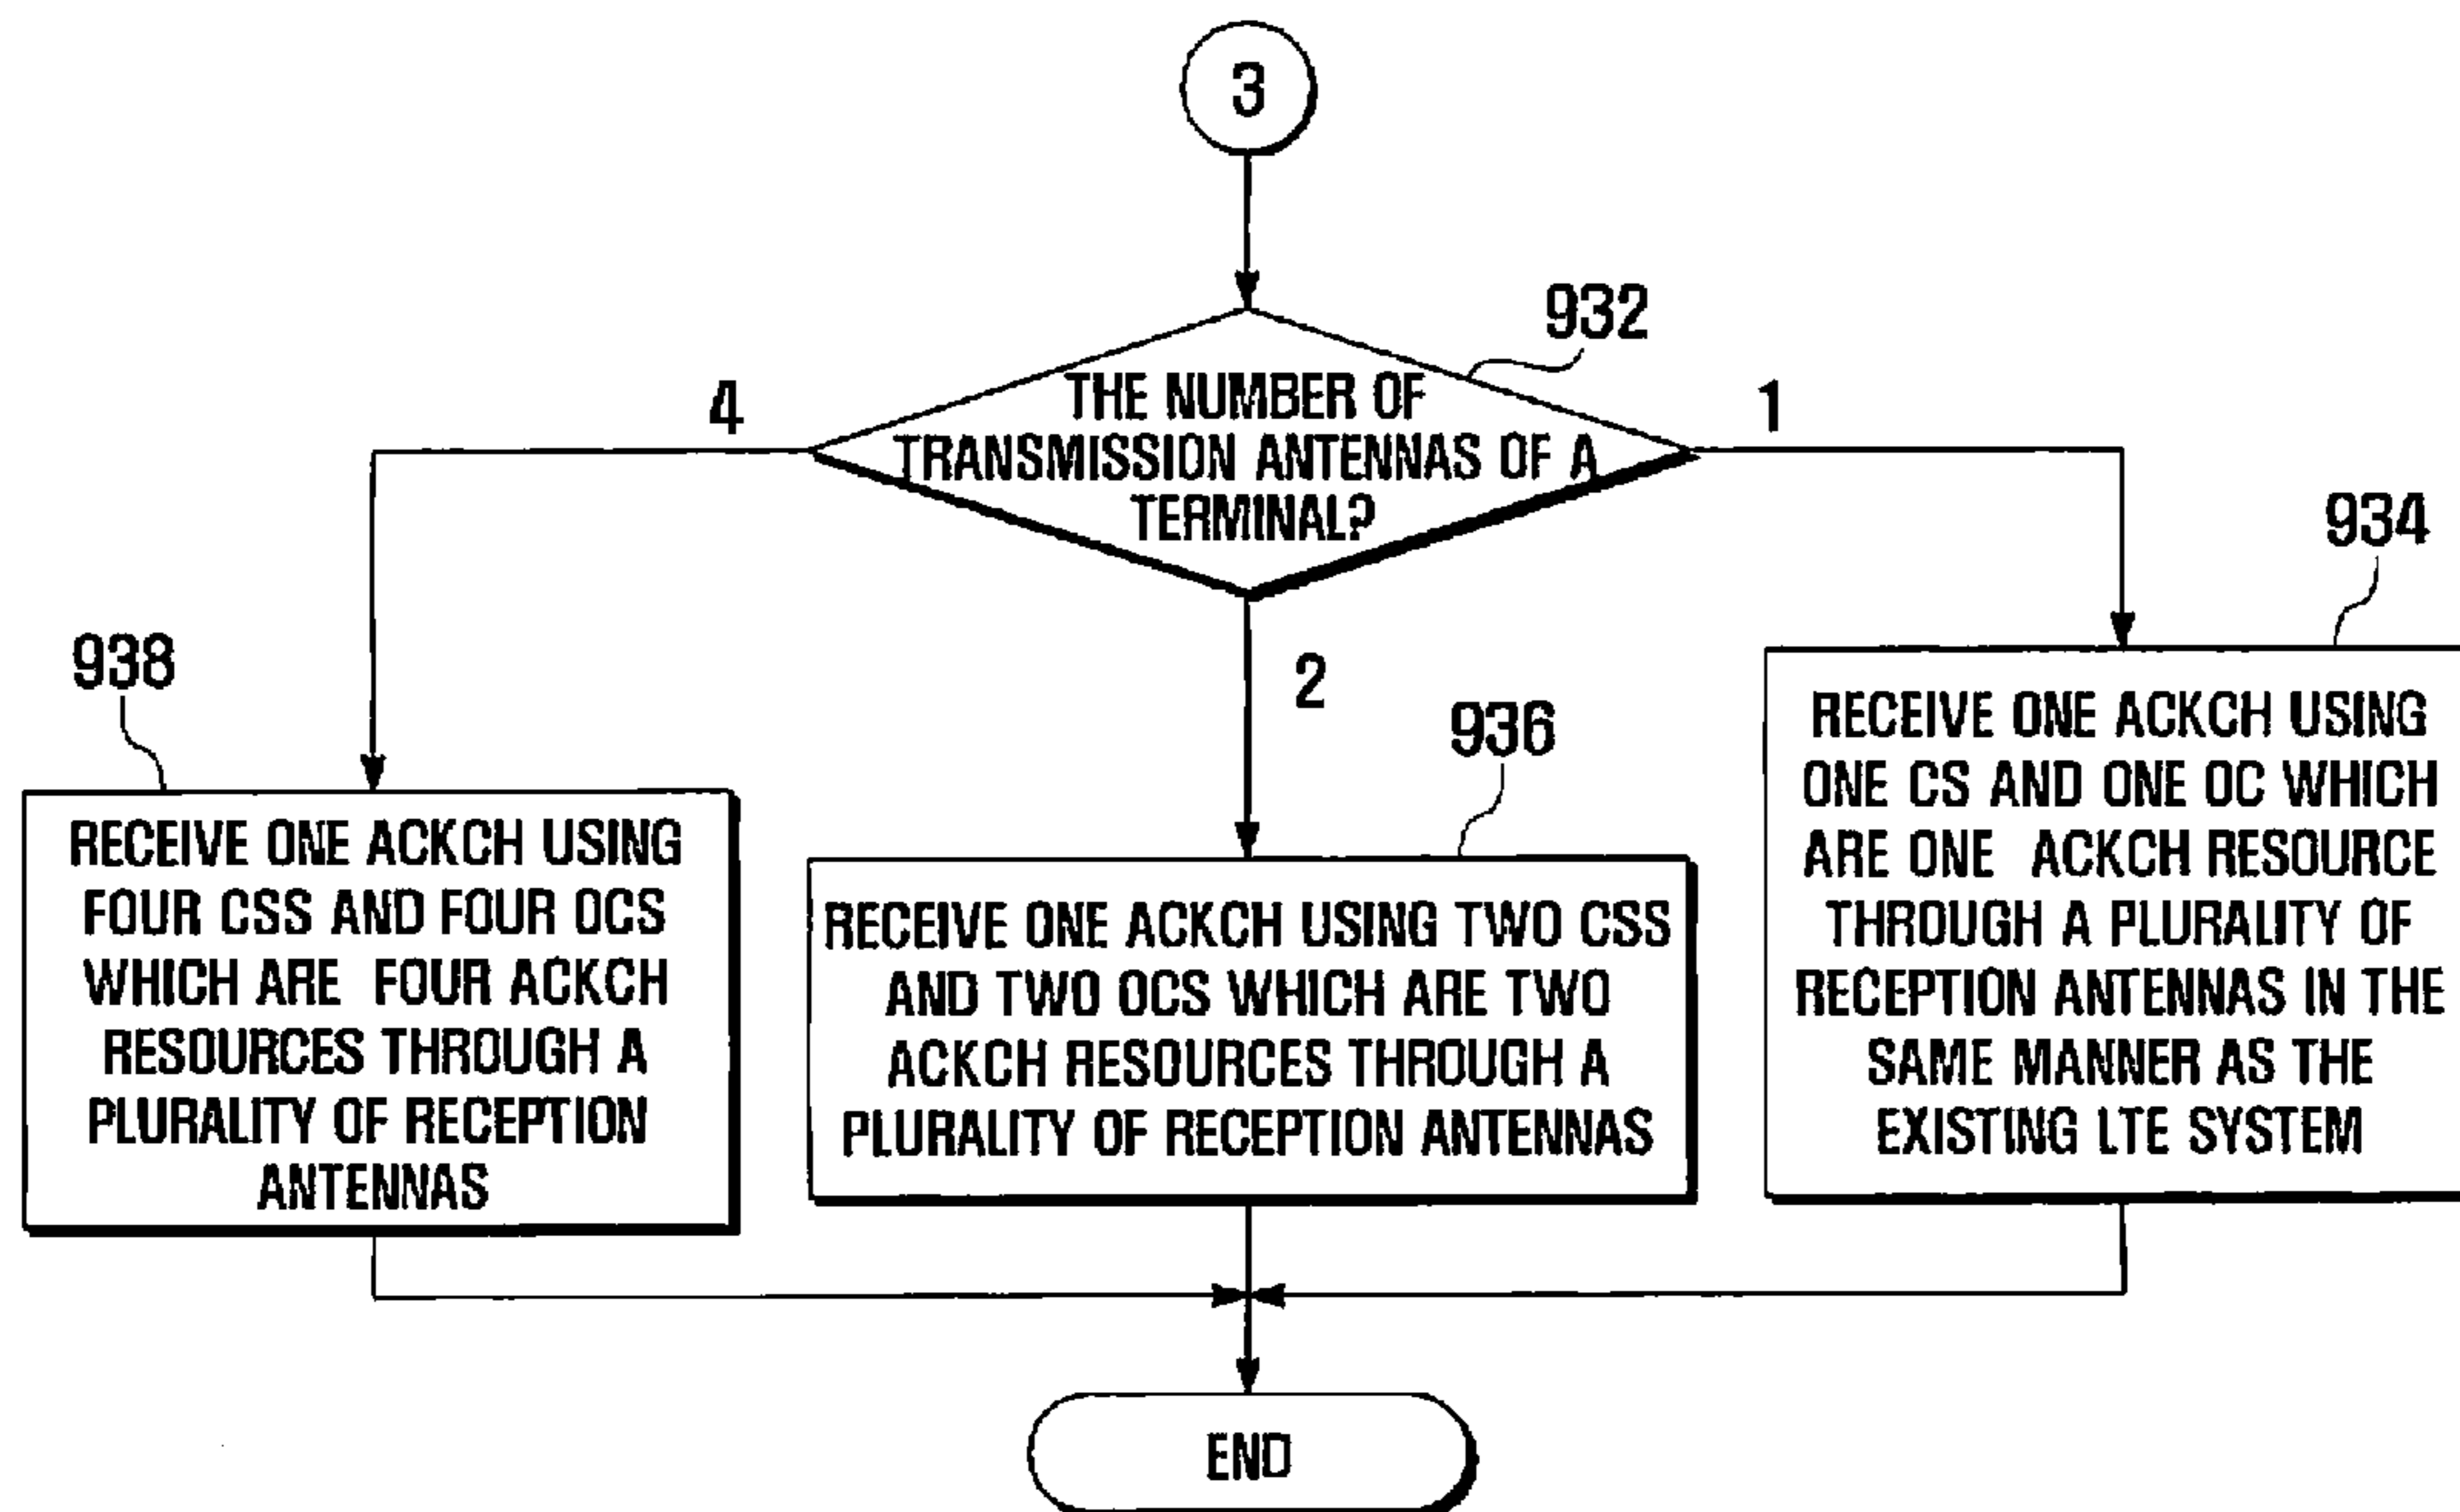 3
932
THE NUMBER OF
TRANSMISSION ANTENNAS OF A
TERMINAL?
4
1
2
938
RECEIVE ONE ACKCH USING
FOUR CSS AND FOUR OCS
WHICH ARE FOUR ACKCH
RESOURCES THROUGH A
PLURALITY OF RECEPTION
ANTENNAS
936
RECEIVE ONE ACKCH USING TWO CSS
AND TWO OCS WHICH ARE TWO
ACKCH RESOURCES THROUGH A
PLURALITY OF RECEPTION ANTENNAS
934
RECEIVE ONE ACKCH USING
ONE CS AND ONE OC WHICH
ARE ONE ACKCH RESOURCE
THROUGH A PLURALITY OF
RECEPTION ANTENNAS IN THE
SAME MANNER AS THE
EXISTING LTE SYSTEM
END